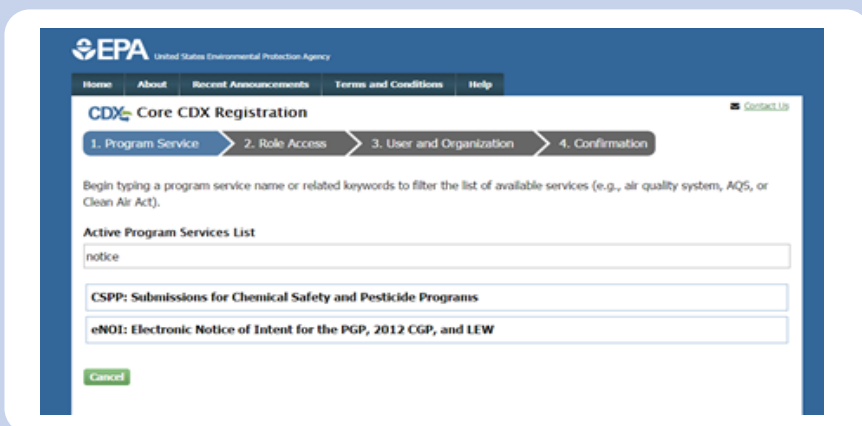 EPA United States Environmental Protection Agency
Home About Recent Announcements Terms and Conditions Help
CDX Core CDX Registration
Contact Us
1. Program Service 2. Role Access 3. User and Organization 4. Confirmation
Begin typing a program service name or related keywords to filter the list of available services (e.g., air quality system, AQS, or
Clean Air Act).
Active Program Services List
notice
CSPP: Submissions for Chemical Safety and Pesticide Programs
eNOI: Electronic Notice of Intent for the PGP, 2012 CGP, and LEW
Cancel